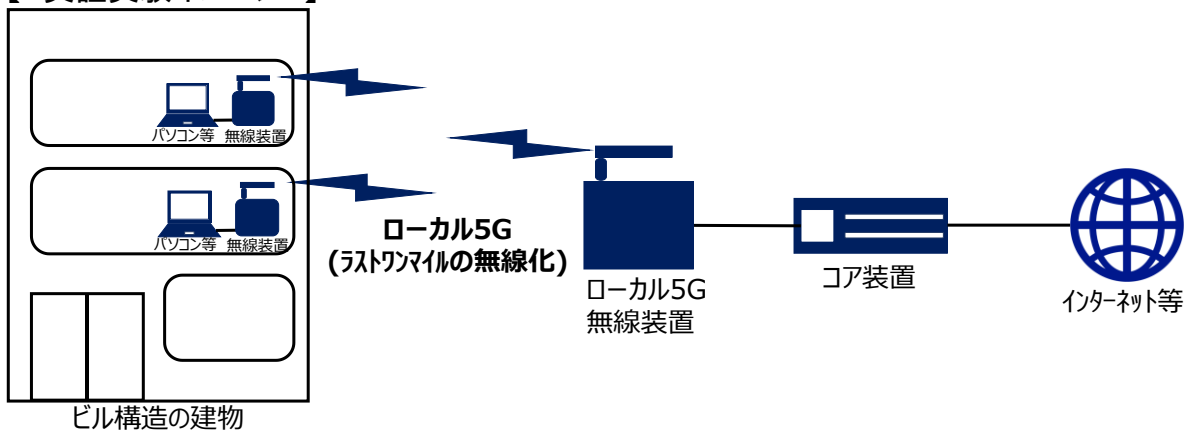 パソコン等 無線装置
パソコン等 無線装置
ローカル5G
(ラストワンマイルの無線化)
ローカル5G
無線装置
コア装置
インターネット等
ビル構造の建物